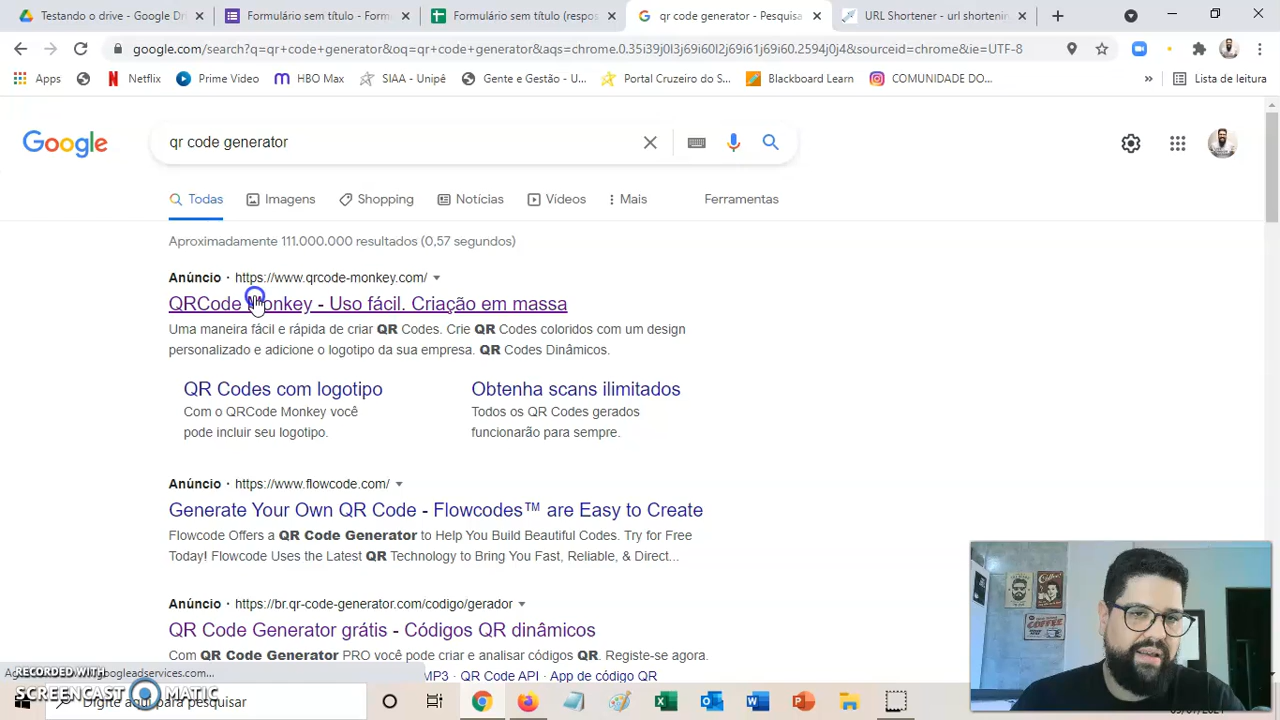 Testando o drive - Google Dri
Formulário sem título - Form
Formulário sem título (respos
qr code generator - Pesquisa
URL Shortener - url shortenin
google.com/search?q=qr+code+generator&oq=qr+code+generator&aqs=chrome.0.35i39j0l3j69i60l2j69i61j69i60.2594j0j4&sourceid=chrome&ie=UTF-8
Apps
Netflix
Prime Video
HBO Max
SIAA - Unipê
Gente e Gestão - U...
Portal Cruzeiro do S...
Blackboard Learn
COMUNIDADE DO...
»
Lista de leitura
Google
qr code generator
Todas
Imagens
Shopping
Notícias
Vídeos
Mais
Ferramentas
Aproximadamente 111.000.000 resultados (0,57 segundos)
Anúncio · https://www.qrcode-monkey.com/
QRCode Monkey - Uso fácil. Criação em massa
Uma maneira fácil e rápida de criar QR Codes. Crie QR Codes coloridos com um design
personalizado e adicione o logotipo da sua empresa. QR Codes Dinâmicos.
QR Codes com logotipo
Com o QRCode Monkey você
pode incluir seu logotipo.
Obtenha scans ilimitados
Todos os QR Codes gerados
funcionarão para sempre.
Anúncio · https://www.flowcode.com/
Generate Your Own QR Code - Flowcodes™ are Easy to Create
Flowcode Offers a QR Code Generator to Help You Build Beautiful Codes. Try for Free
Today! Flowcode Uses the Latest QR Technology to Bring You Fast, Reliable, & Direct...
Anúncio · https://br.qr-code-generator.com/codigo/gerador
QR Code Generator grátis - Códigos QR dinâmicos
Com QR Code Generator PRO você pode criar e analisar códigos QR. Registe-se agora.
MP3 · QR Code API · App de código QR
RECORDED WITH
SCREENCAST MATIC
Digite aqui para pesquisar
COFFEE